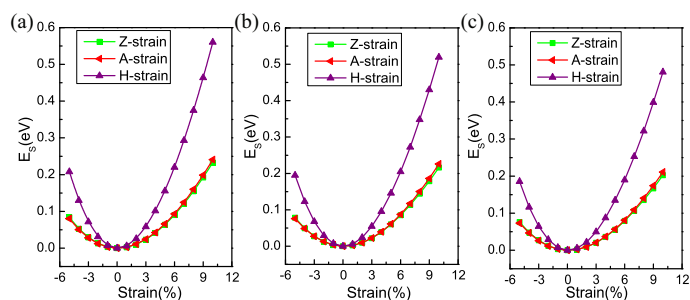 (a)
0.6
0.5
0.4
0.3
0.2
0.1
0.0
E_S(eV)
Z-strain
A-strain
H-strain
-6 -3 0 3 6 9 12
Strain(%)
(b)
0.6
0.5
0.4
0.3
0.2
0.1
0.0
E_S(eV)
Z-strain
A-strain
H-strain
-6 -3 0 3 6 9 12
Strain(%)
(c)
0.6
0.5
0.4
0.3
0.2
0.1
0.0
E_S(eV)
Z-strain
A-strain
H-strain
-6 -3 0 3 6 9 12
Strain(%)